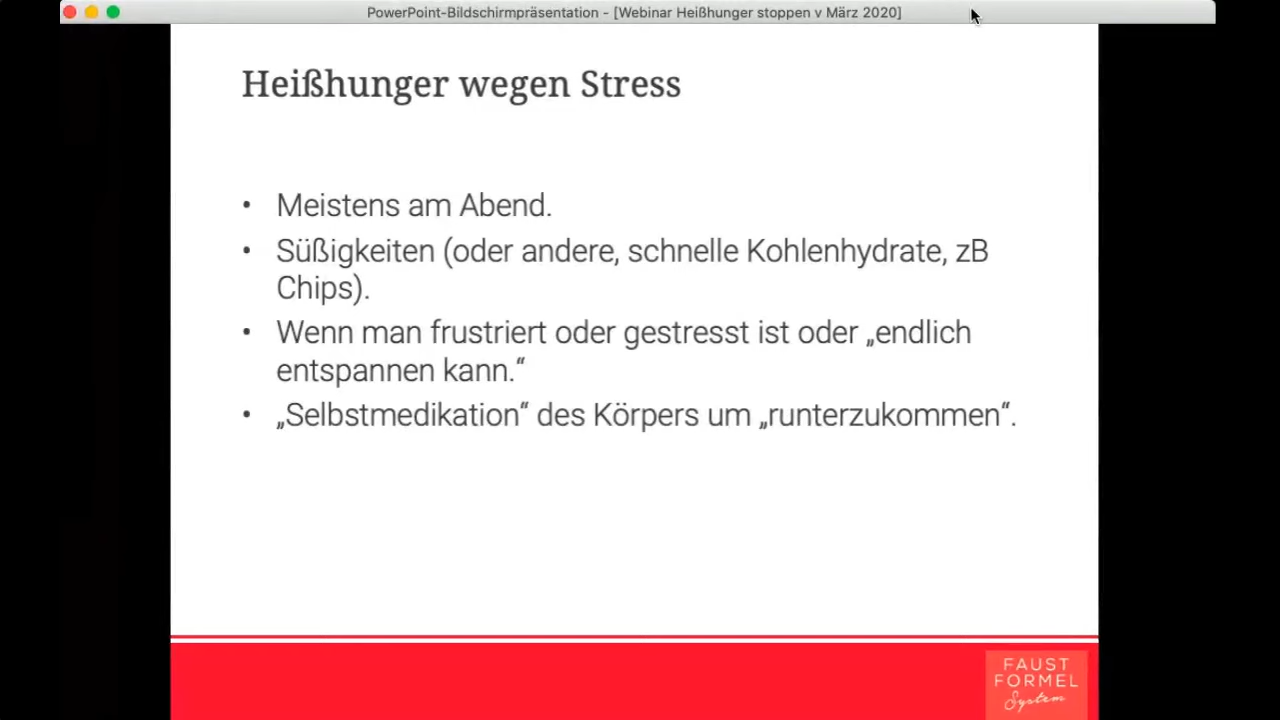 PowerPoint-Bildschirmpräsentation - [Webinar Heißhunger stoppen v März 2020]
Heißhunger wegen Stress
• Meistens am Abend.
• Süßigkeiten (oder andere, schnelle Kohlenhydrate, zB
Chips).
• Wenn man frustriert oder gestresst ist oder „endlich
entspannen kann.“
• „Selbstmedikation“ des Körpers um „runterzukommen“.
FAUST
FORMEL
System